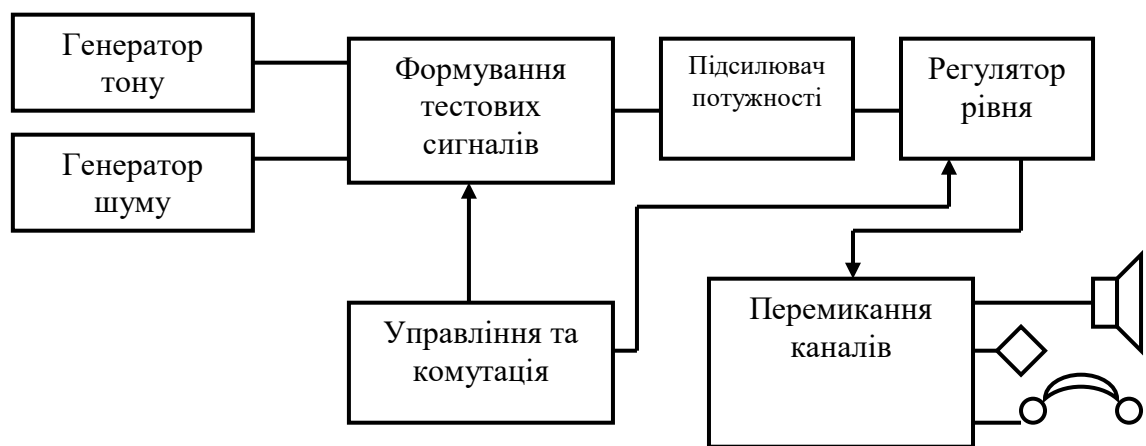 Генератор
тону
Генератор
шуму
Формування
тестових
сигналів
Підсилювач
потужності
Регулятор
рівня
Управління та
комутація
Перемикання
каналів